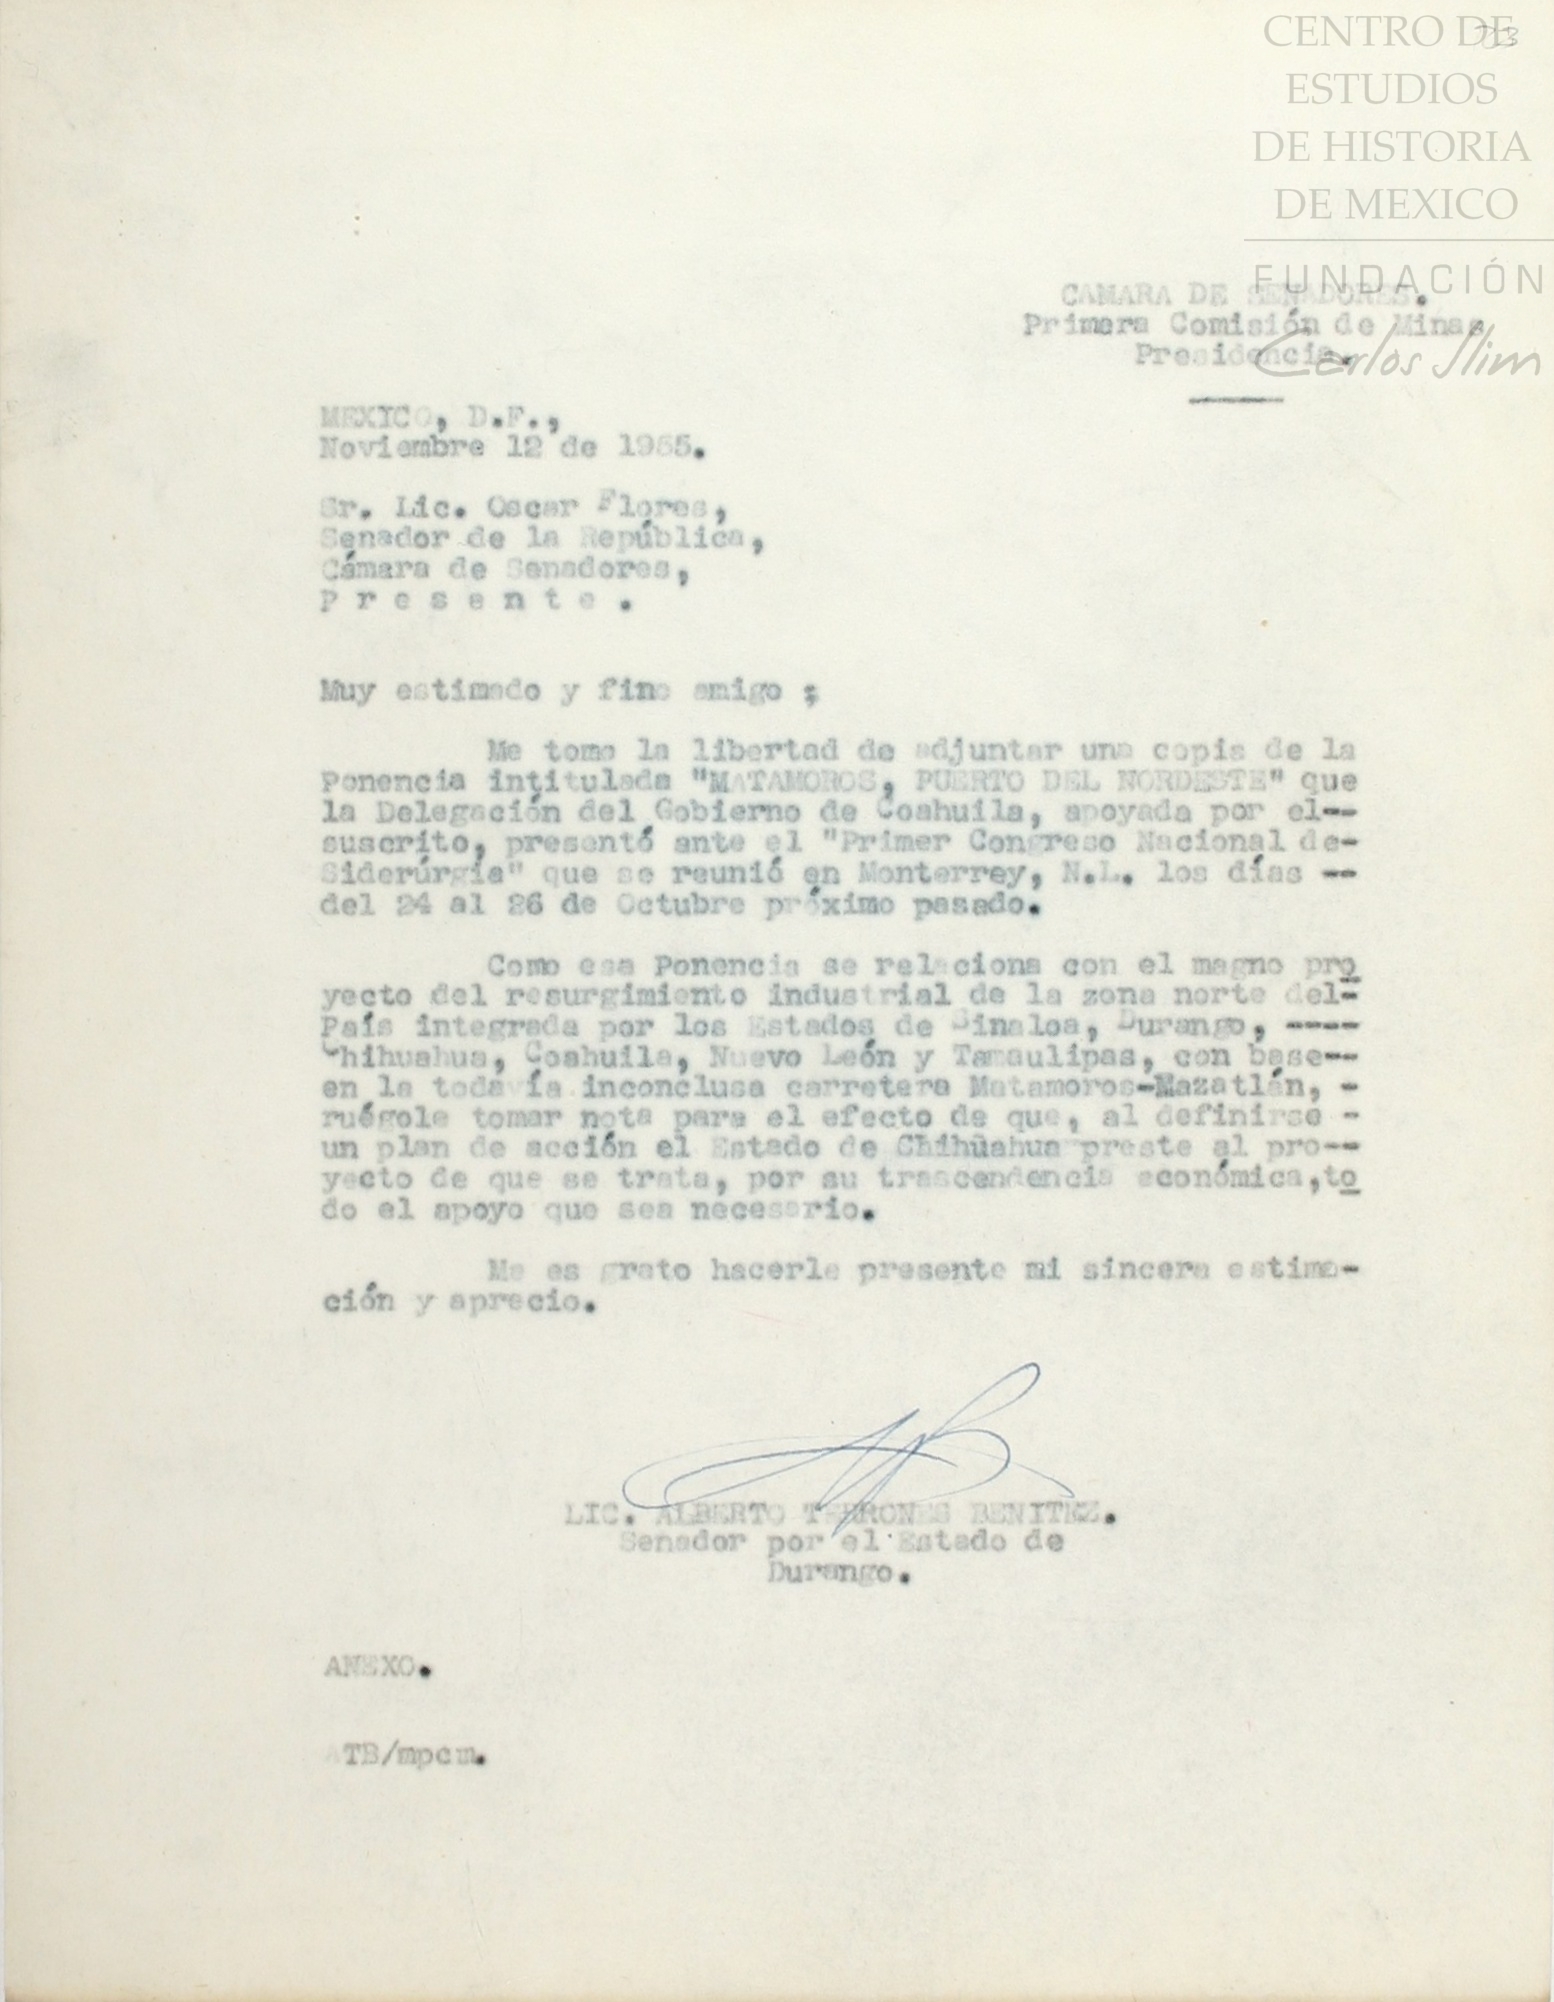 CENTRO DE
ESTUDIOS
DE HISTORIA
DE MEXICO
FUNDACIÓN
Carlos Slim
CAMARA DE SENADORES.
Primera Comisión de Minas
Presidencia.
MEXICO, D.F.,
Noviembre 12 de 1955.
Sr. Lic. Oscar Flores,
Senador de la República,
Cámara de Senadores,
P r e s e n t e .
Muy estimado y fino amigo :
Me tomo la libertad de adjuntar una copia de la
Ponencia intitulada "MATAMOROS, PUERTO DEL NORDESTE" que
la Delegación del Gobierno de Coahuila, apoyada por el--
suscrito, presentó ante el "Primer Congreso Nacional de-
Siderúrgia" que se reunió en Monterrey, N.L. los días --
del 24 al 26 de Octubre próximo pasado.
Como esa Ponencia se relaciona con el magno pro
yecto del resurgimiento industrial de la zona norte del-
País integrada por los Estados de Sinaloa, Durango, ----
Chihuahua, Coahuila, Nuevo León y Tamaulipas, con base--
en la todavía inconclusa carretera Matamoros-Mazatlán, -
ruégole tomar nota para el efecto de que, al definirse -
un plan de acción el Estado de Chihuahua preste al pro--
yecto de que se trata, por su trascendencia económica,to
do el apoyo que sea necesario.
Me es grato hacerle presente mi sincera estima-
ción y aprecio.
LIC. ALBERTO TERRONES BENITEZ.
Senador por el Estado de
Durango.
ANEXO.
ATB/mpcm.